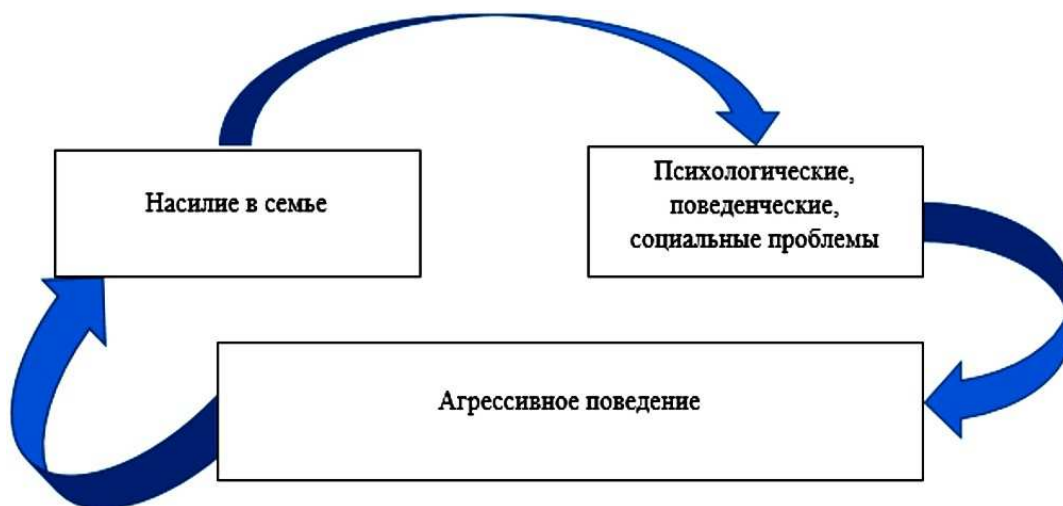 Насилие в семье
Психологические,
поведенческие,
социальные проблемы
Агрессивное поведение